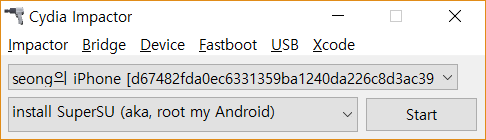 Cydia Impactor
Impactor Bridge Device Fastboot USB Xcode
seong의 iPhone [d67482fda0ec6331359ba1240da226c8d3ac39
install SuperSU (aka, root my Android)
Start